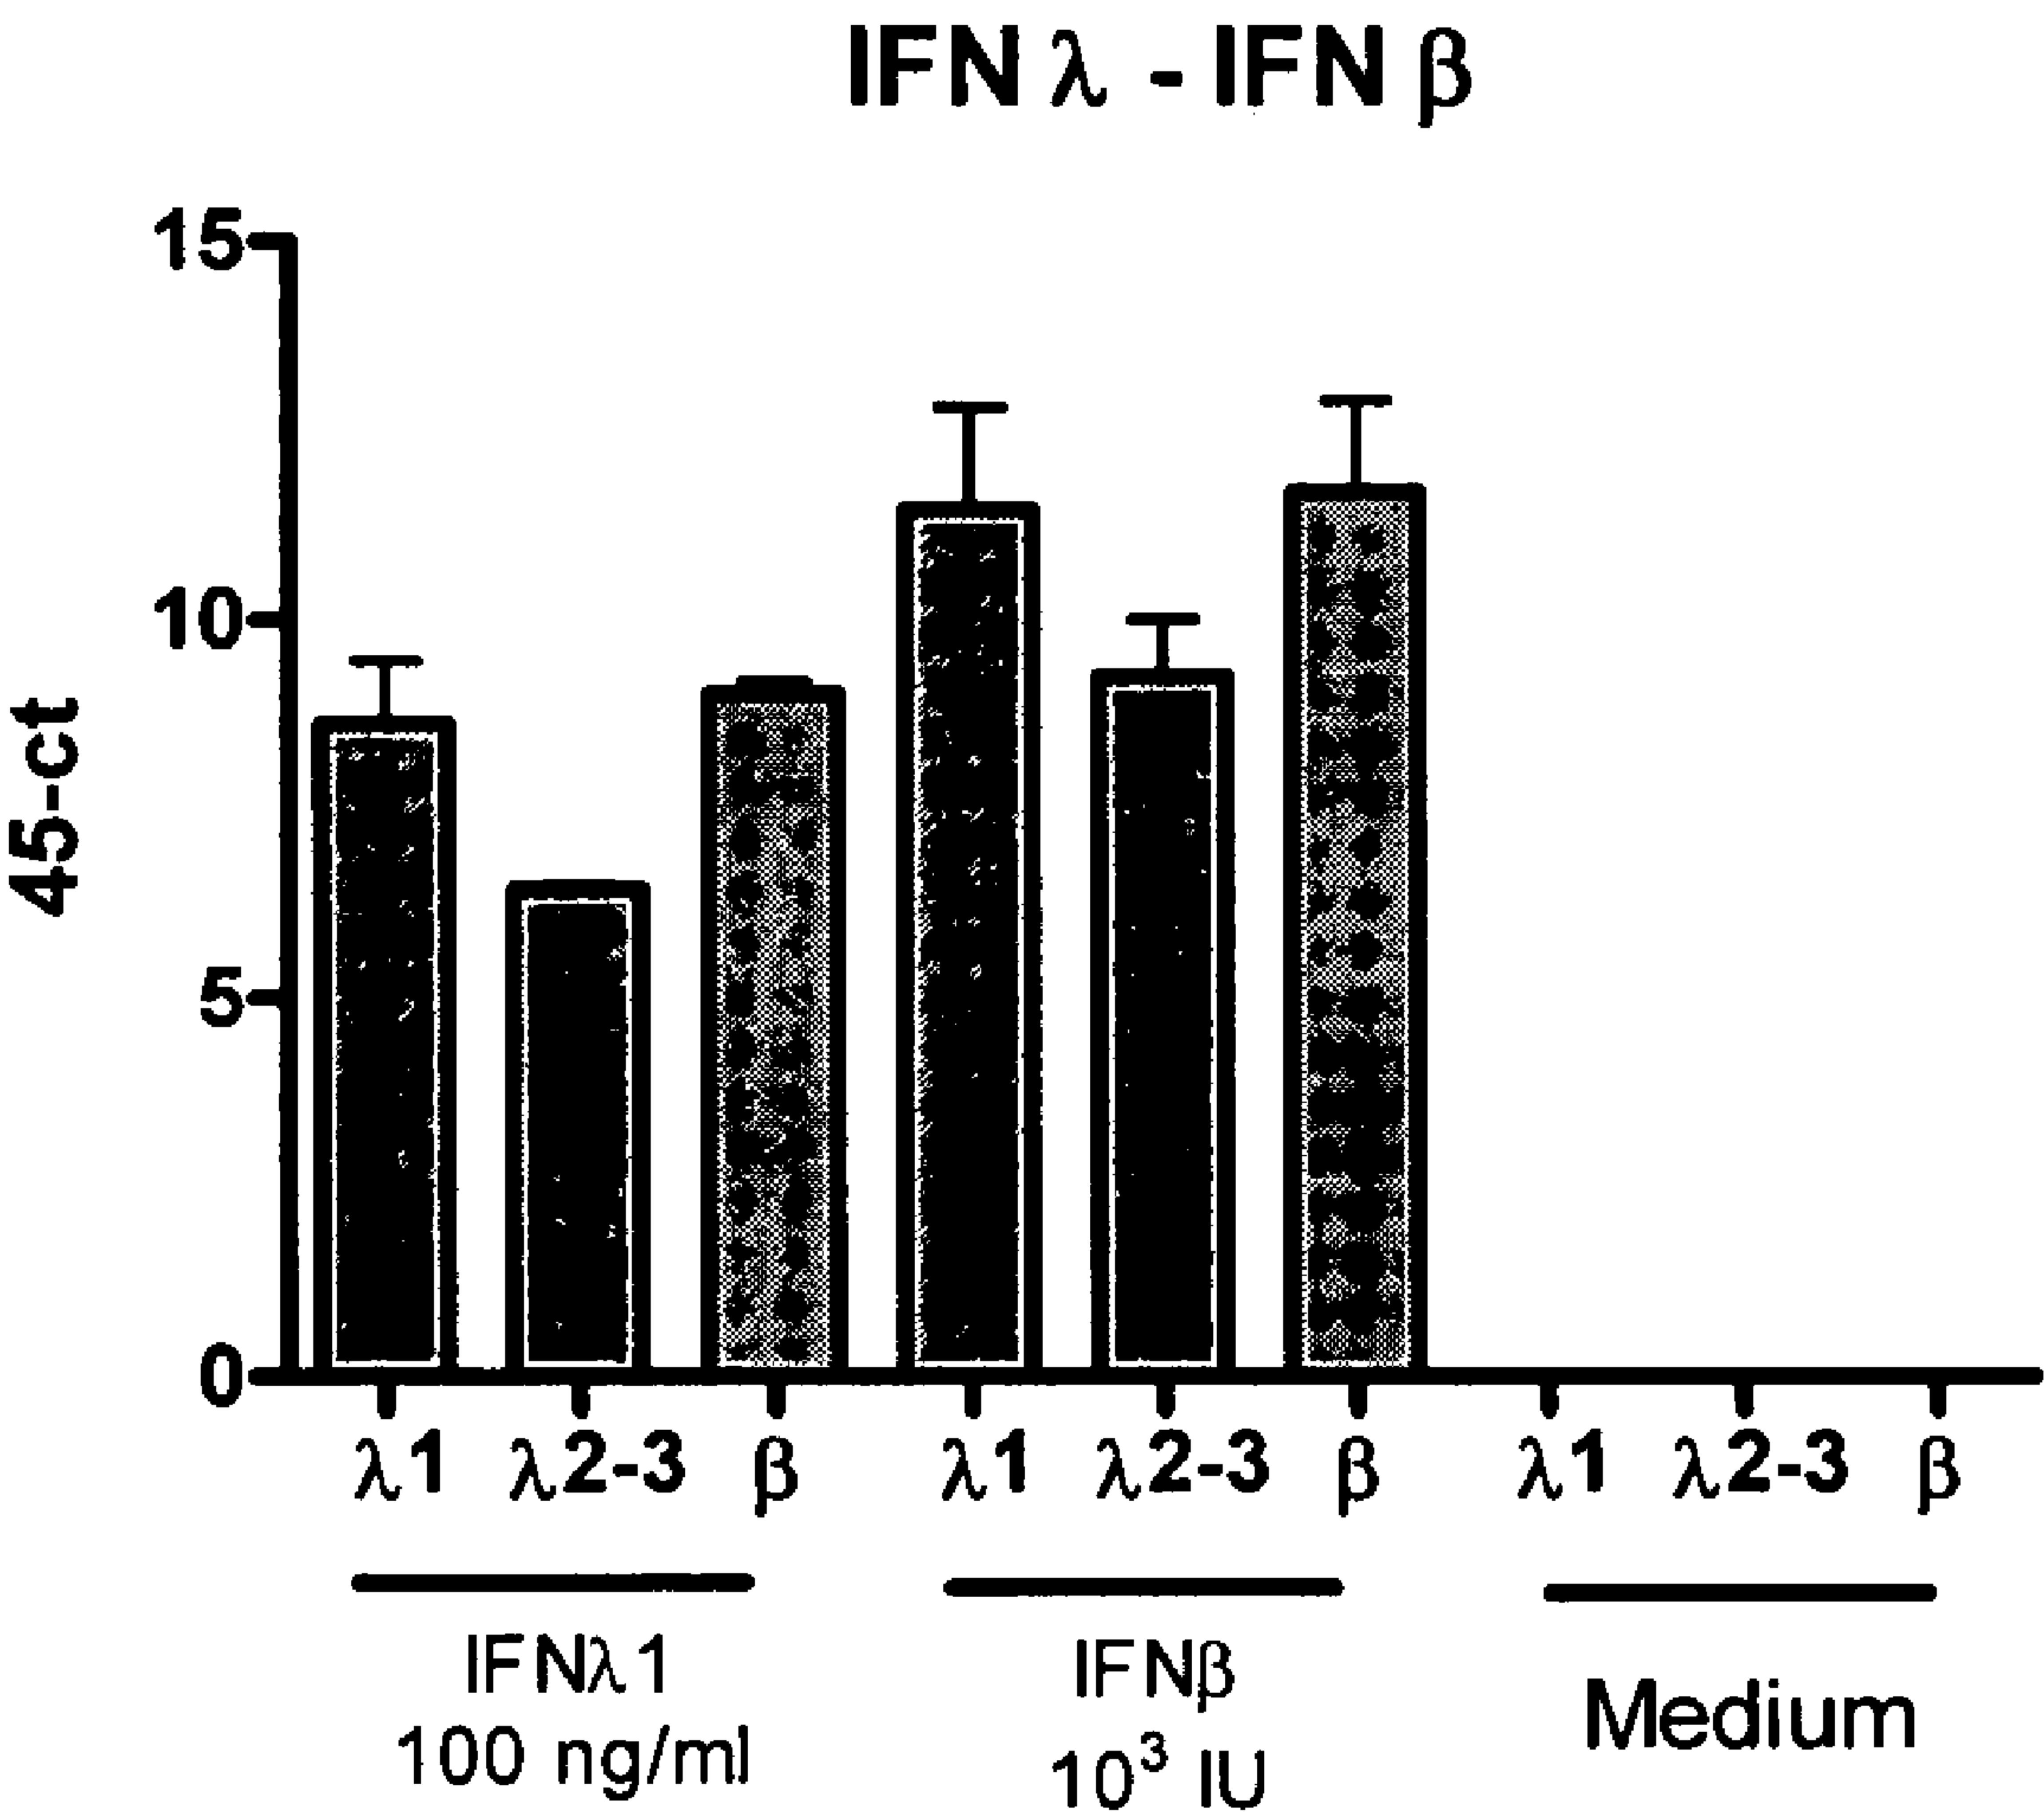 IFN λ - IFN β
15
10
5
0
45-ct
λ1 λ2-3 β λ1 λ2-3 β λ1 λ2-3 β
IFNλ1 IFNβ Medium
100 ng/ml 10³ IU